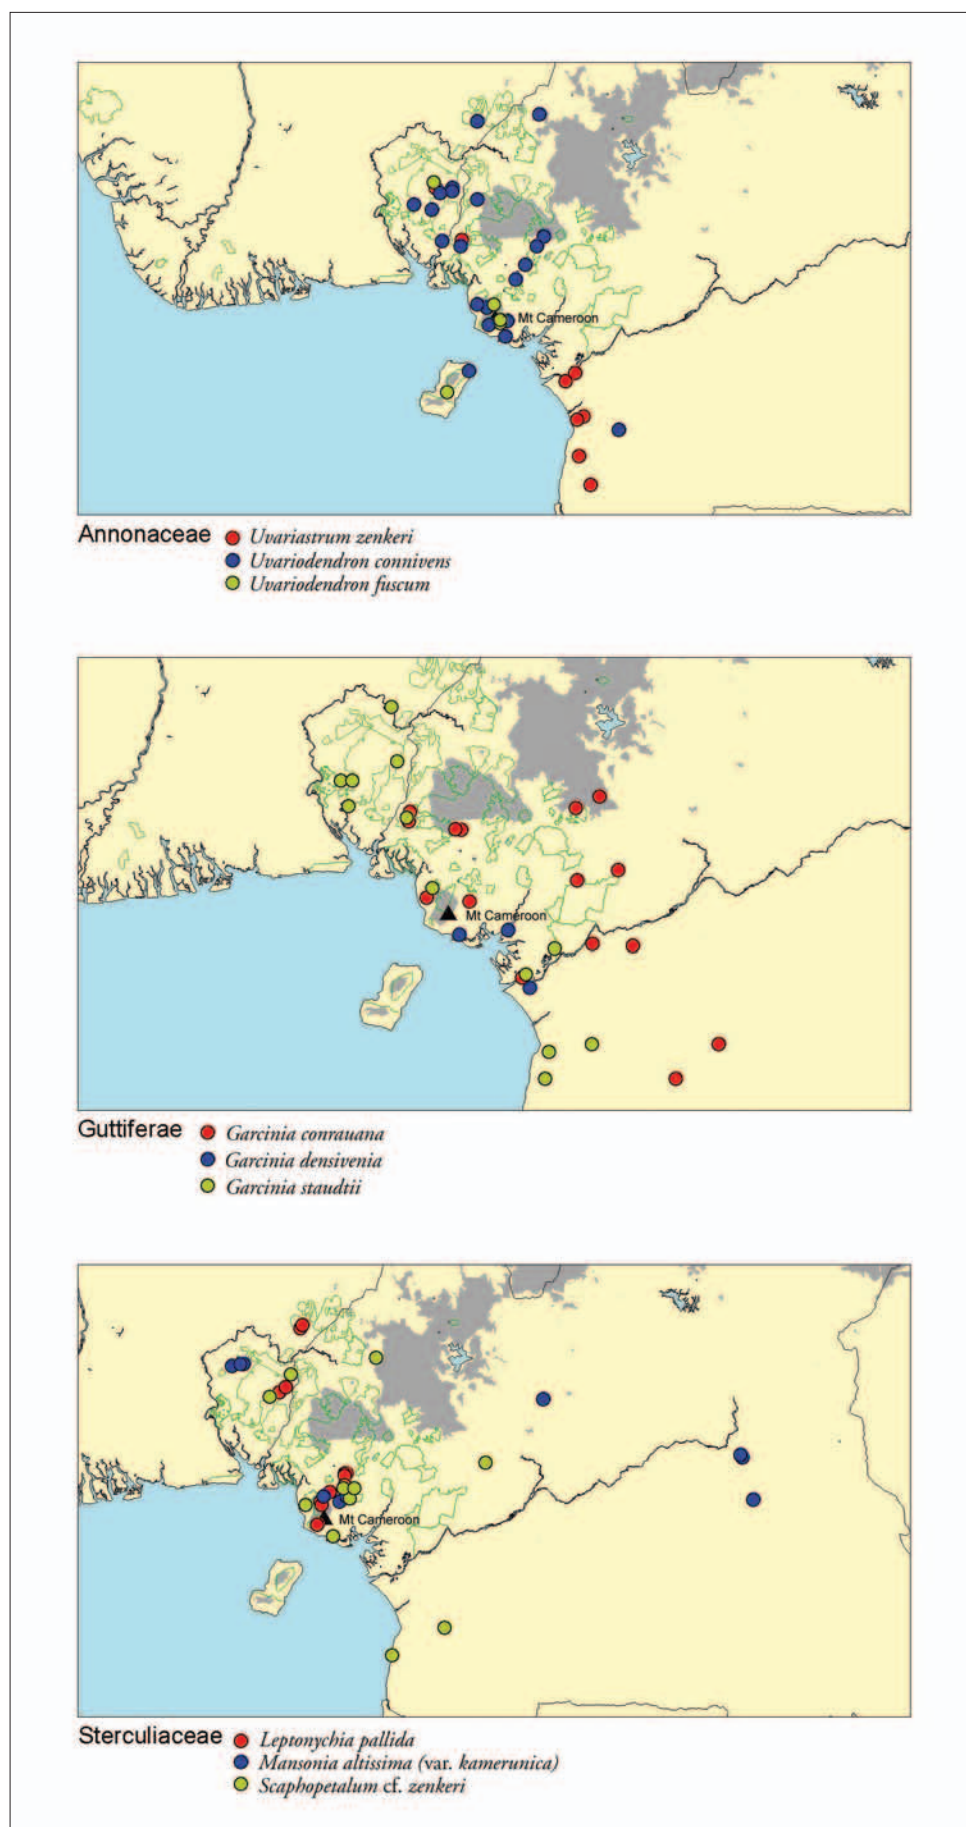 Mt Cameroon
Annonaceae
Uvariastrum zenkeri
Uvariodendron connivens
Uvariodendron fuscum
Mt Cameroon
Guttiferae
Garcinia conrauana
Garcinia densivenia
Garcinia staudtii
Mt Cameroon
Sterculiaceae
Leptonychia pallida
Mansonia altissima (var. kamerunica)
Scaphopetalum cf. zenkeri